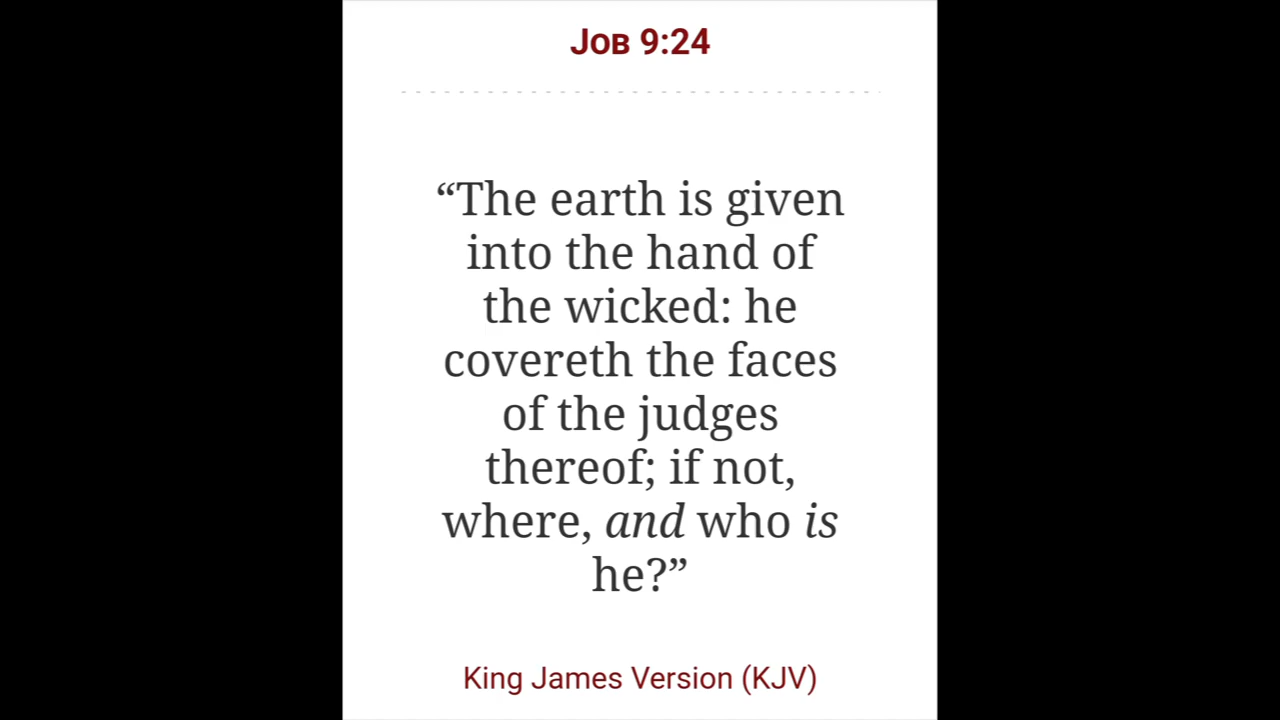 Job 9:24
“The earth is given
into the hand of
the wicked: he
covereth the faces
of the judges
thereof; if not,
where, and who is
he?”
King James Version (KJV)